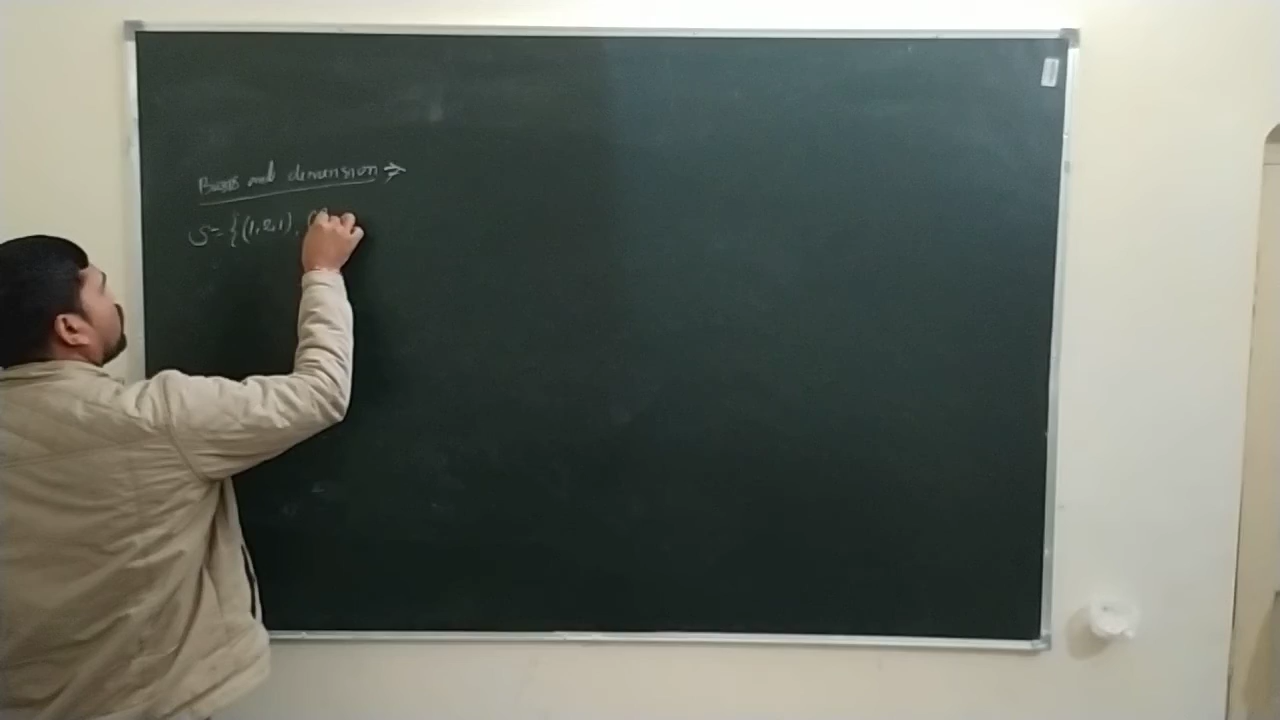 Basis and dimension ⇒
S = {(1, 2, 1), (